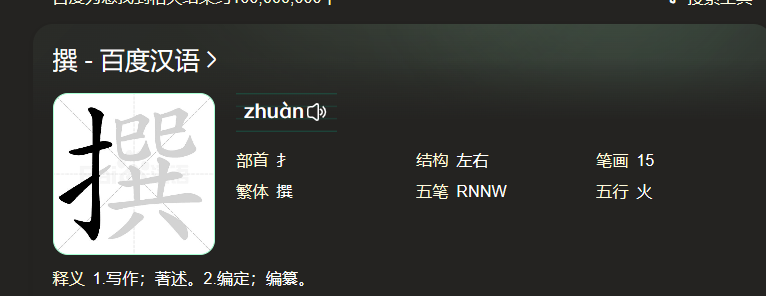 撰 - 百度汉语
zhuàn
部首 扌 结构 左右 笔画 15
繁体 撰 五笔 RNNW 五行 火
撰
释义 1.写作；著述。2.编定；编纂。